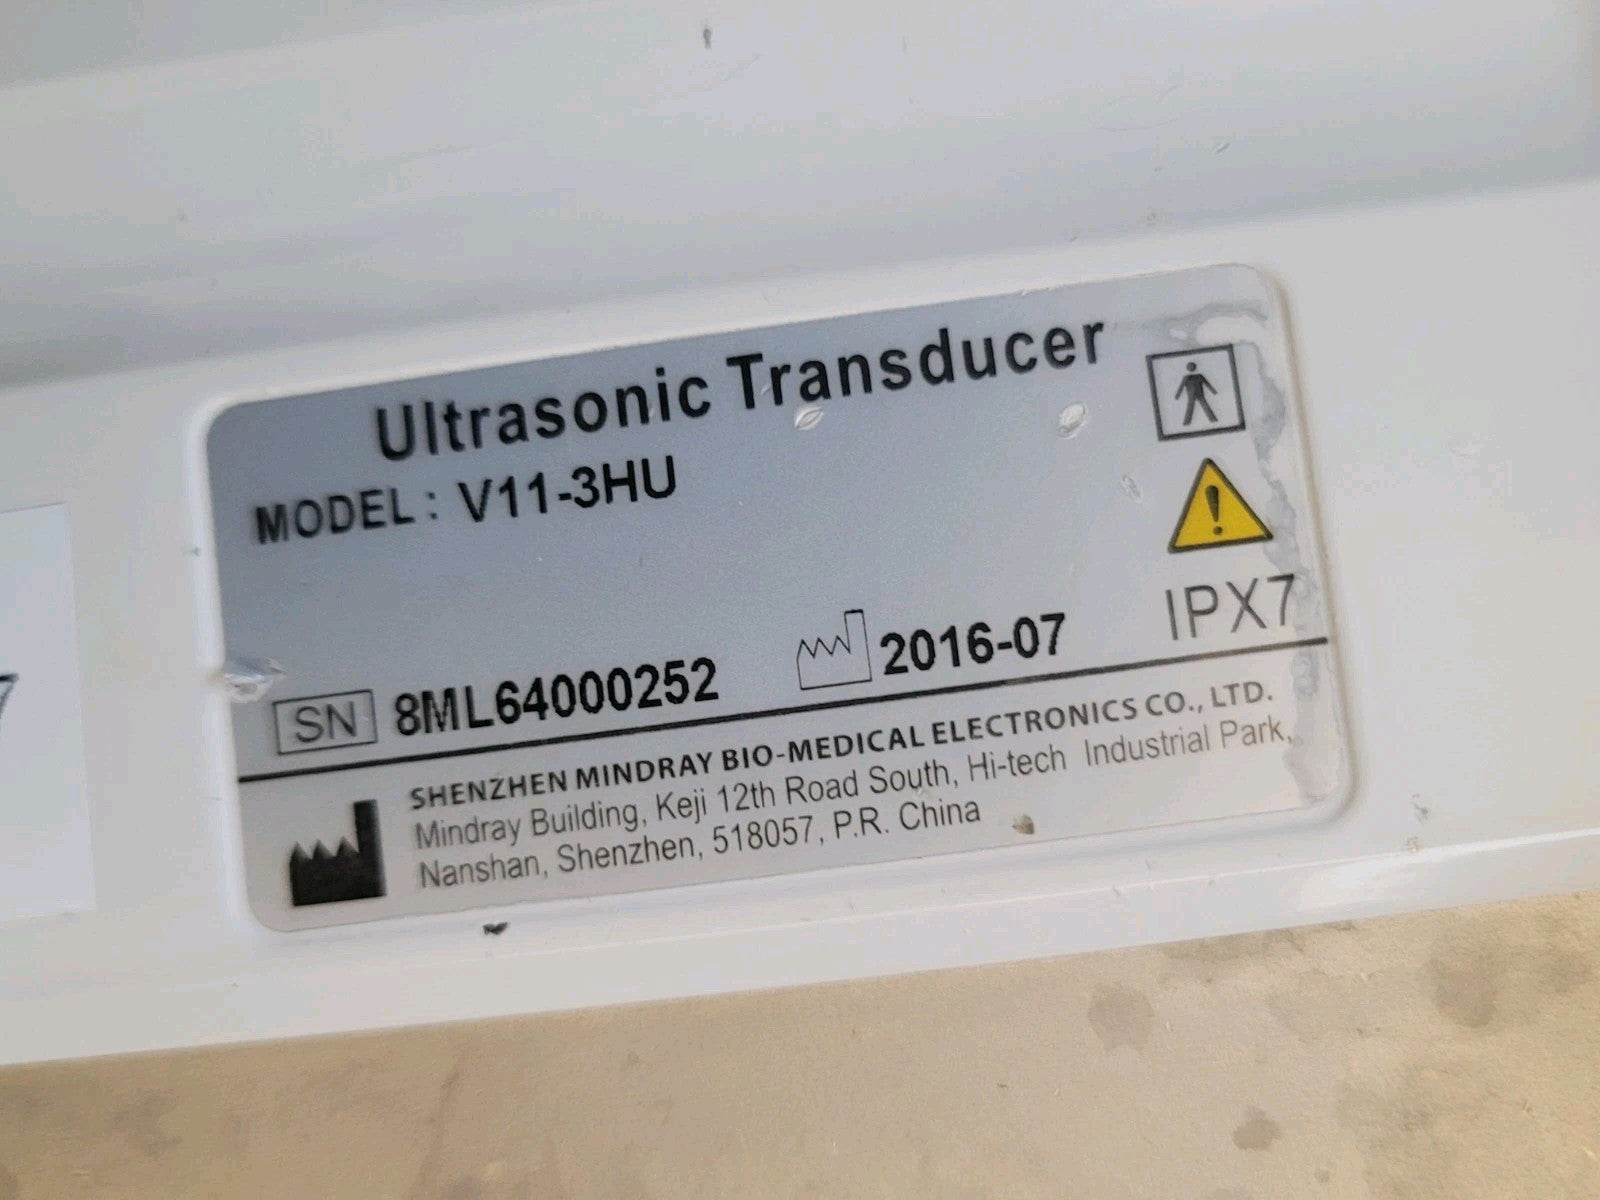 Ultrasonic Transducer
MODEL: V11-3HU
IPX7
SN 8ML64000252 2016-07
SHENZHEN MINDRAY BIO-MEDICAL ELECTRONICS CO., LTD.
Mindray Building, Keji 12th Road South, Hi-tech Industrial Park,
Nanshan, Shenzhen, 518057, P.R. China
7